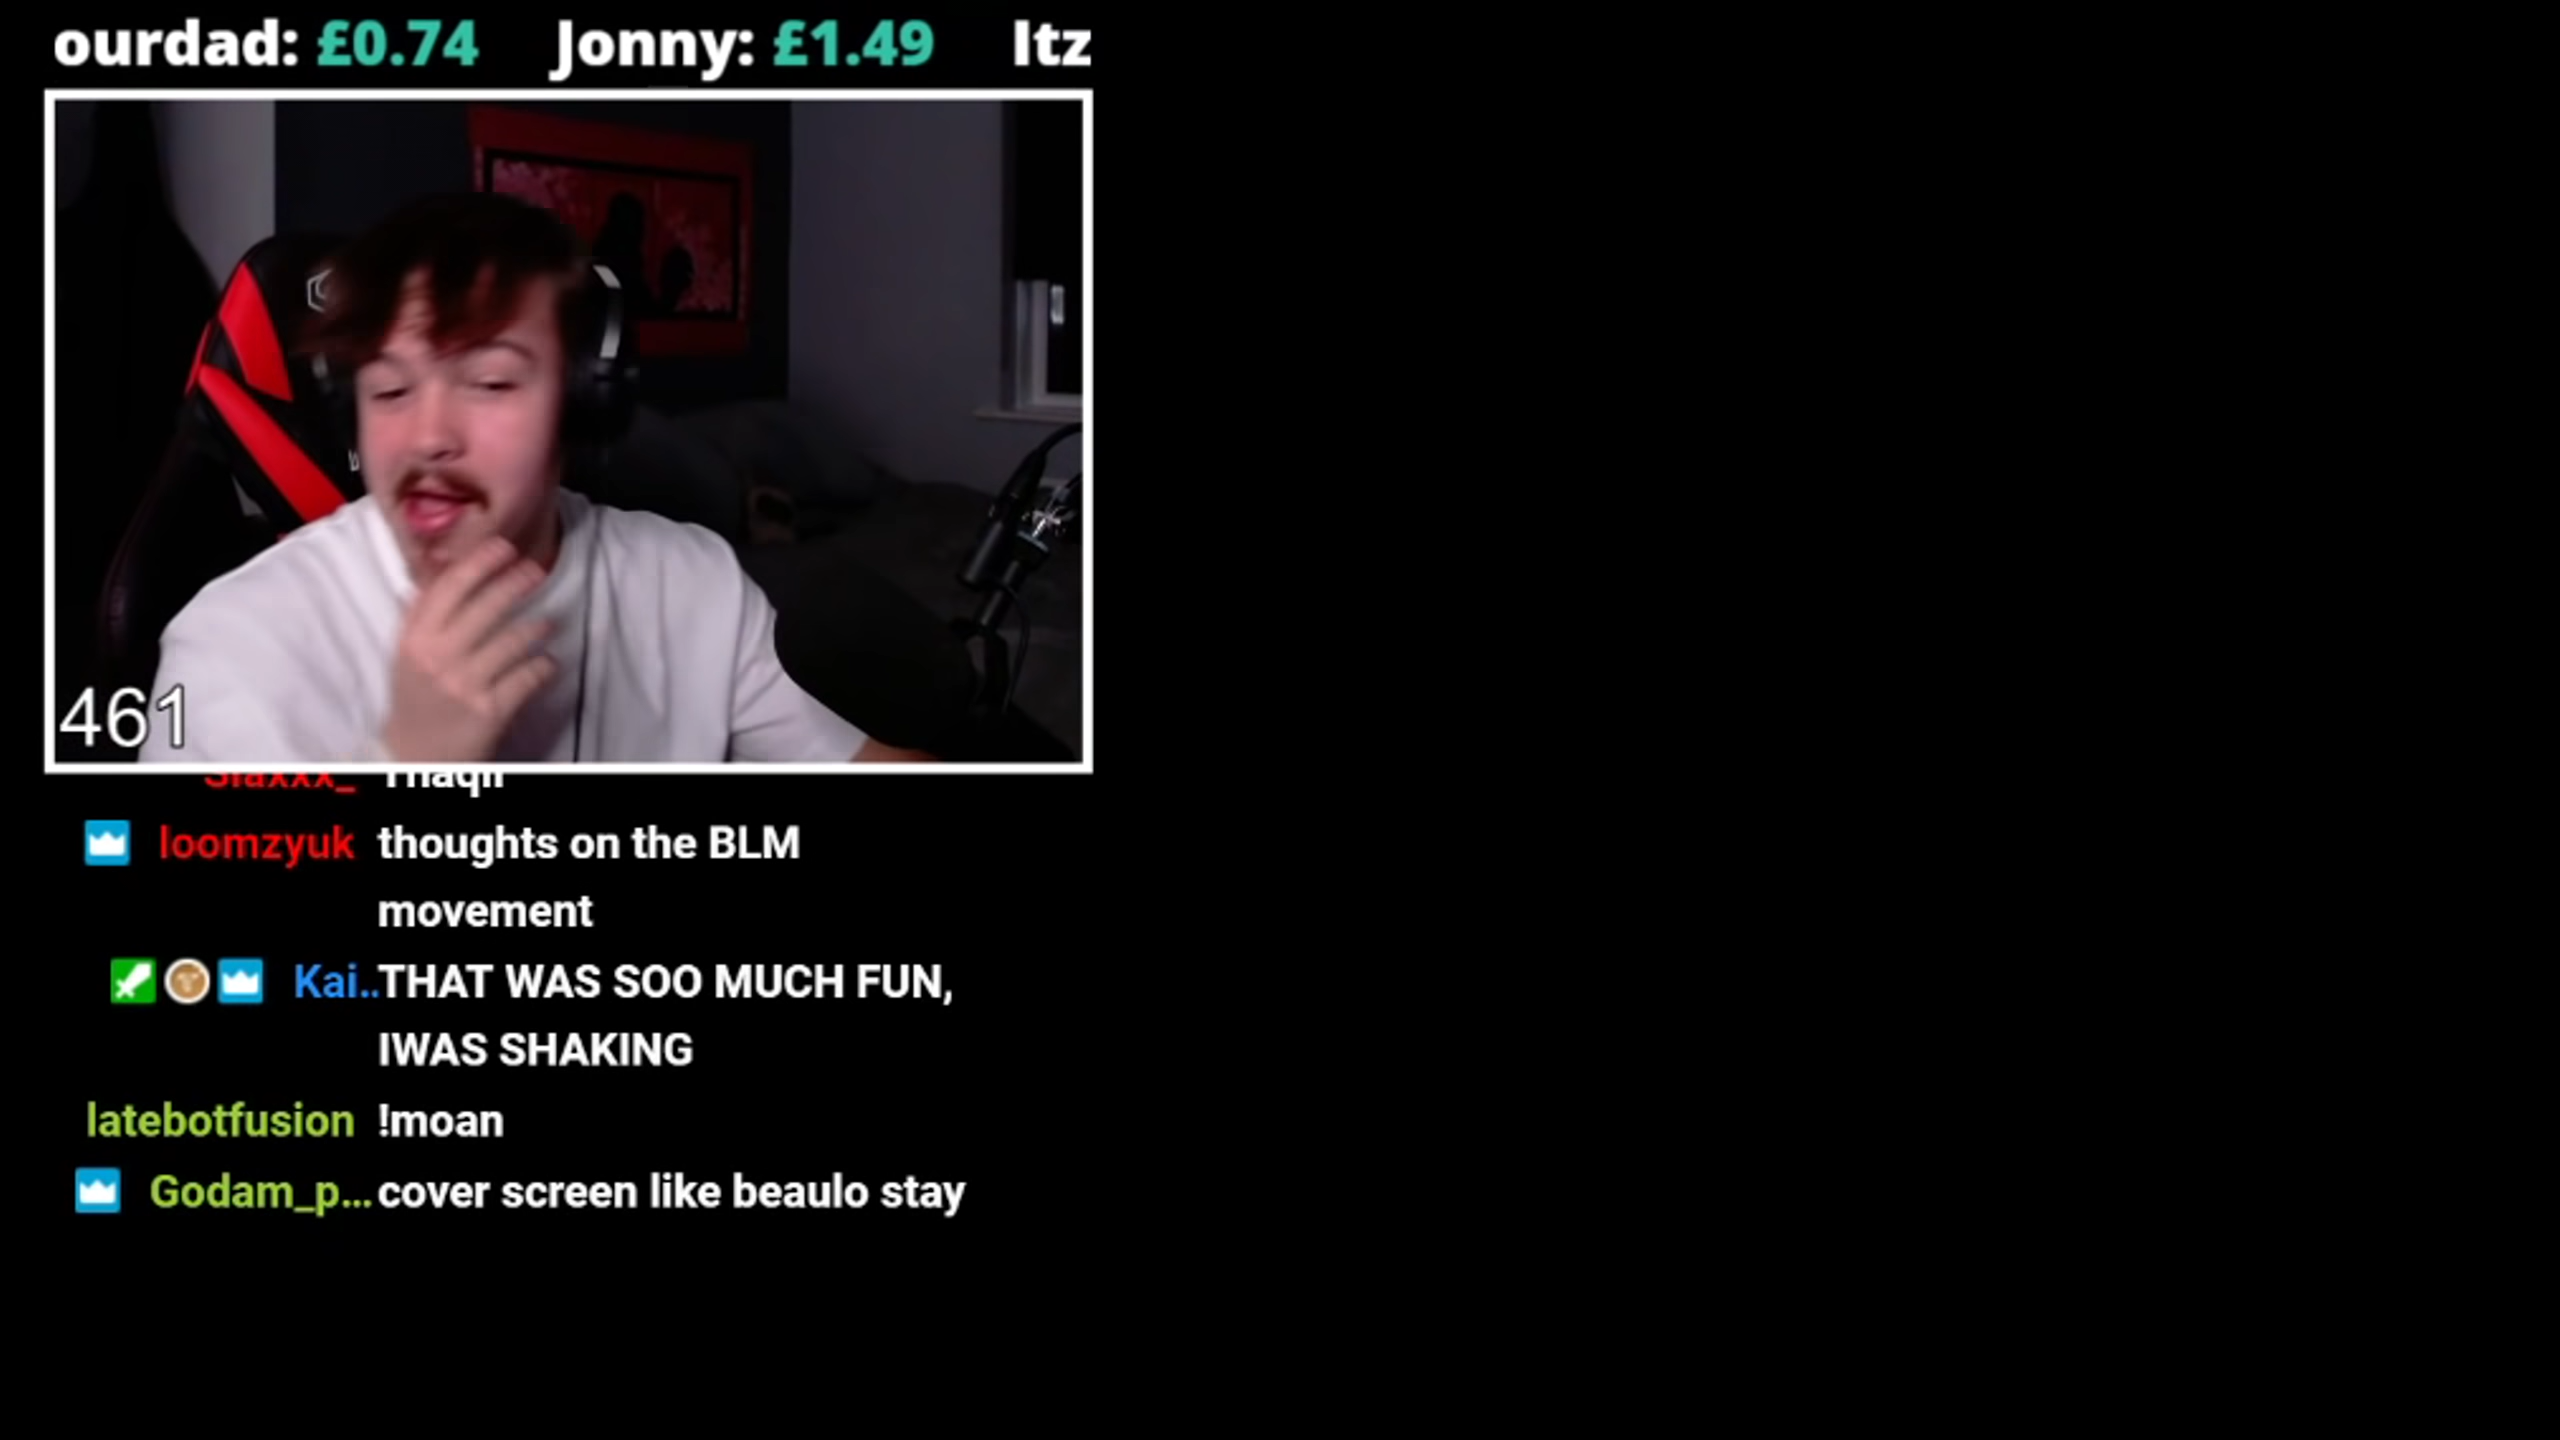 ourdad: £0.74 Jonny: £1.49 Itz
461
loomzyuk thoughts on the BLM
movement
Kai.. THAT WAS SOO MUCH FUN,
IWAS SHAKING
latebotfusion !moan
Godam_p... cover screen like beaulo stay